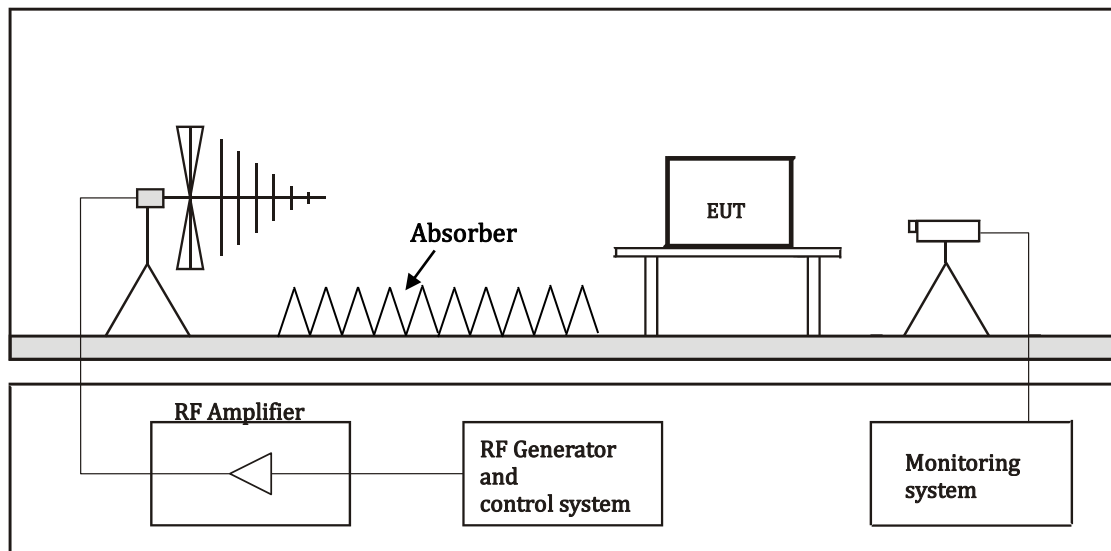 EUT
Absorber
RF Amplifier
RF Generator
and
control system
Monitoring
system